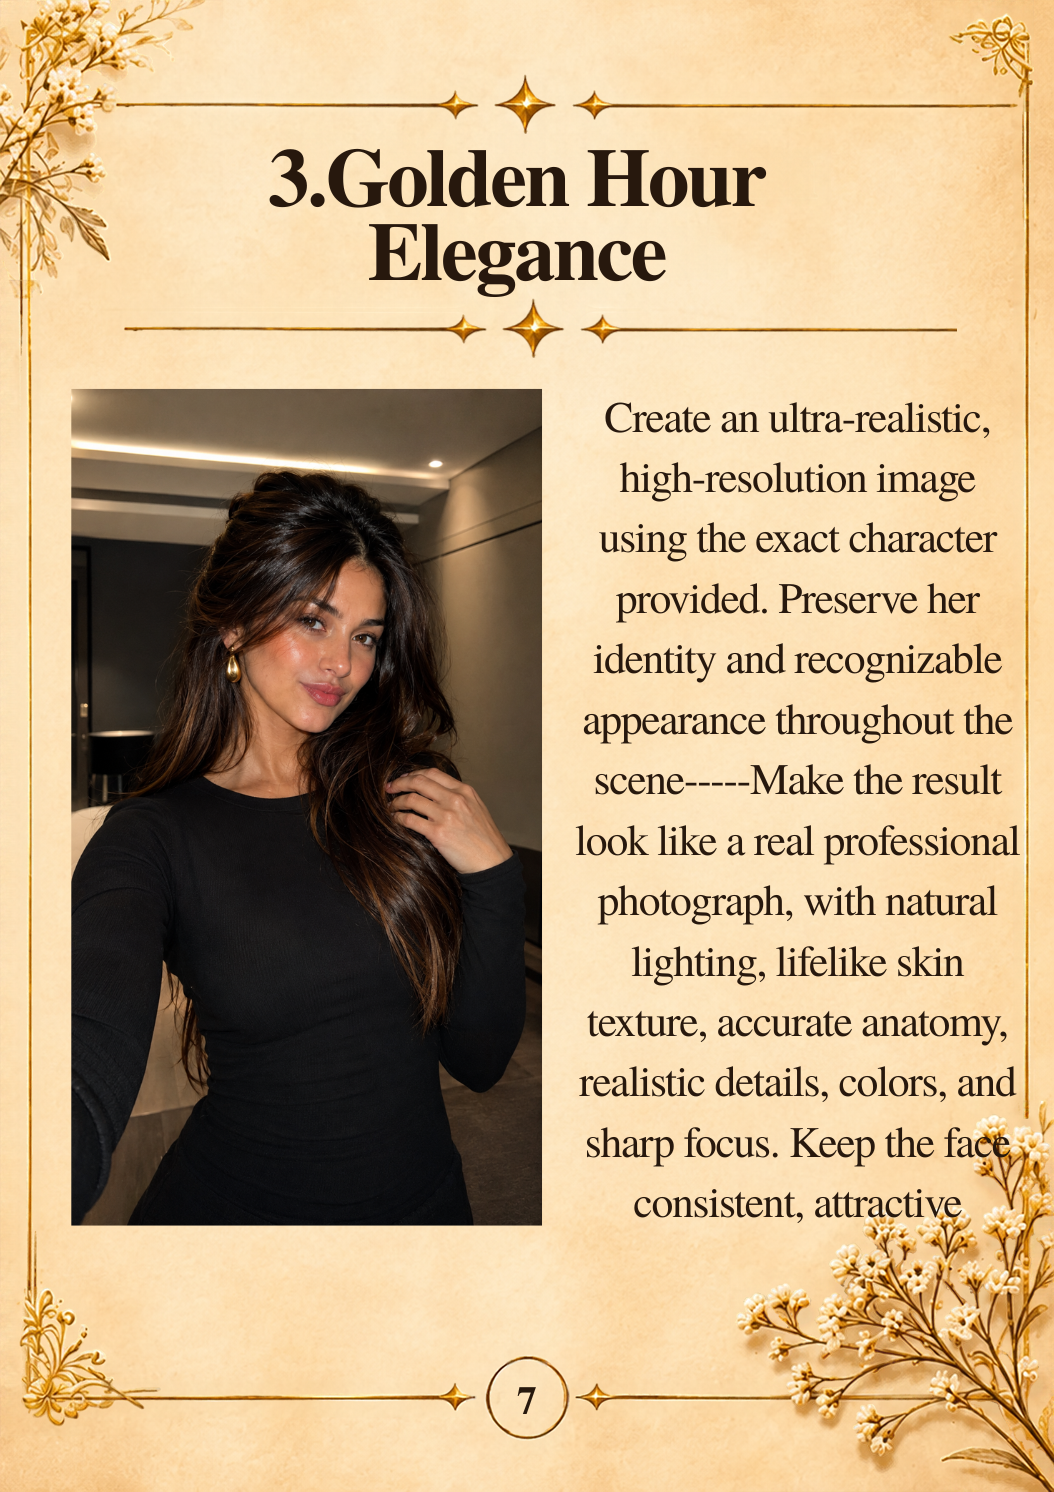 3.Golden Hour
Elegance
Create an ultra-realistic,
high-resolution image
using the exact character
provided. Preserve her
identity and recognizable
appearance throughout the
scene-----Make the result
look like a real professional
photograph, with natural
lighting, lifelike skin
texture, accurate anatomy,
realistic details, colors, and
sharp focus. Keep the face
consistent, attractive
7